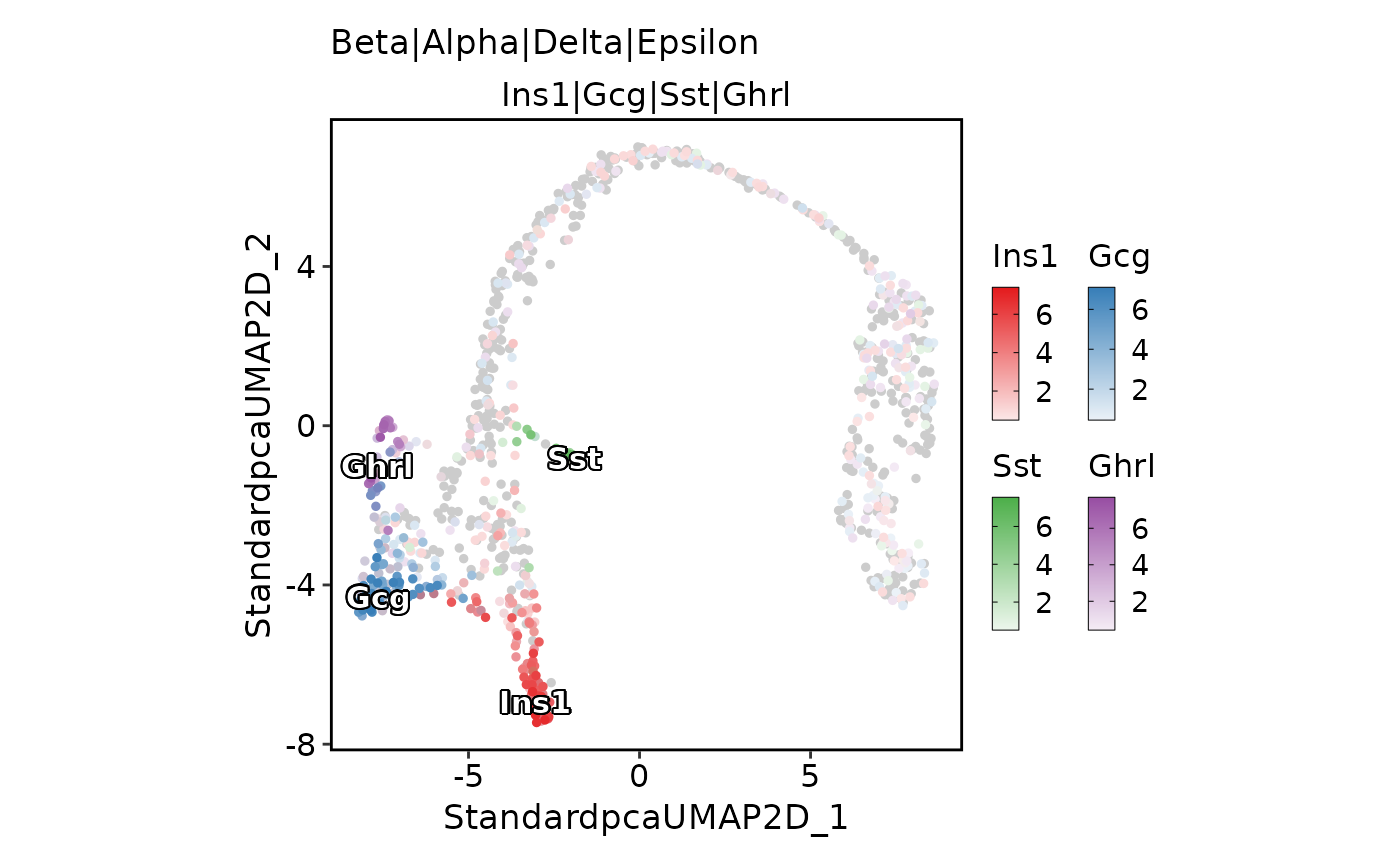 Beta|Alpha|Delta|Epsilon
Ins1|Gcg|Sst|Ghrl
StandardpcaUMAP2D_2
4
0
-4
-8
Ghrl
Sst
Gcg
Ins1
-5
0
5
StandardpcaUMAP2D_1
Ins1
6
4
2
Gcg
6
4
2
Sst
6
4
2
Ghrl
6
4
2